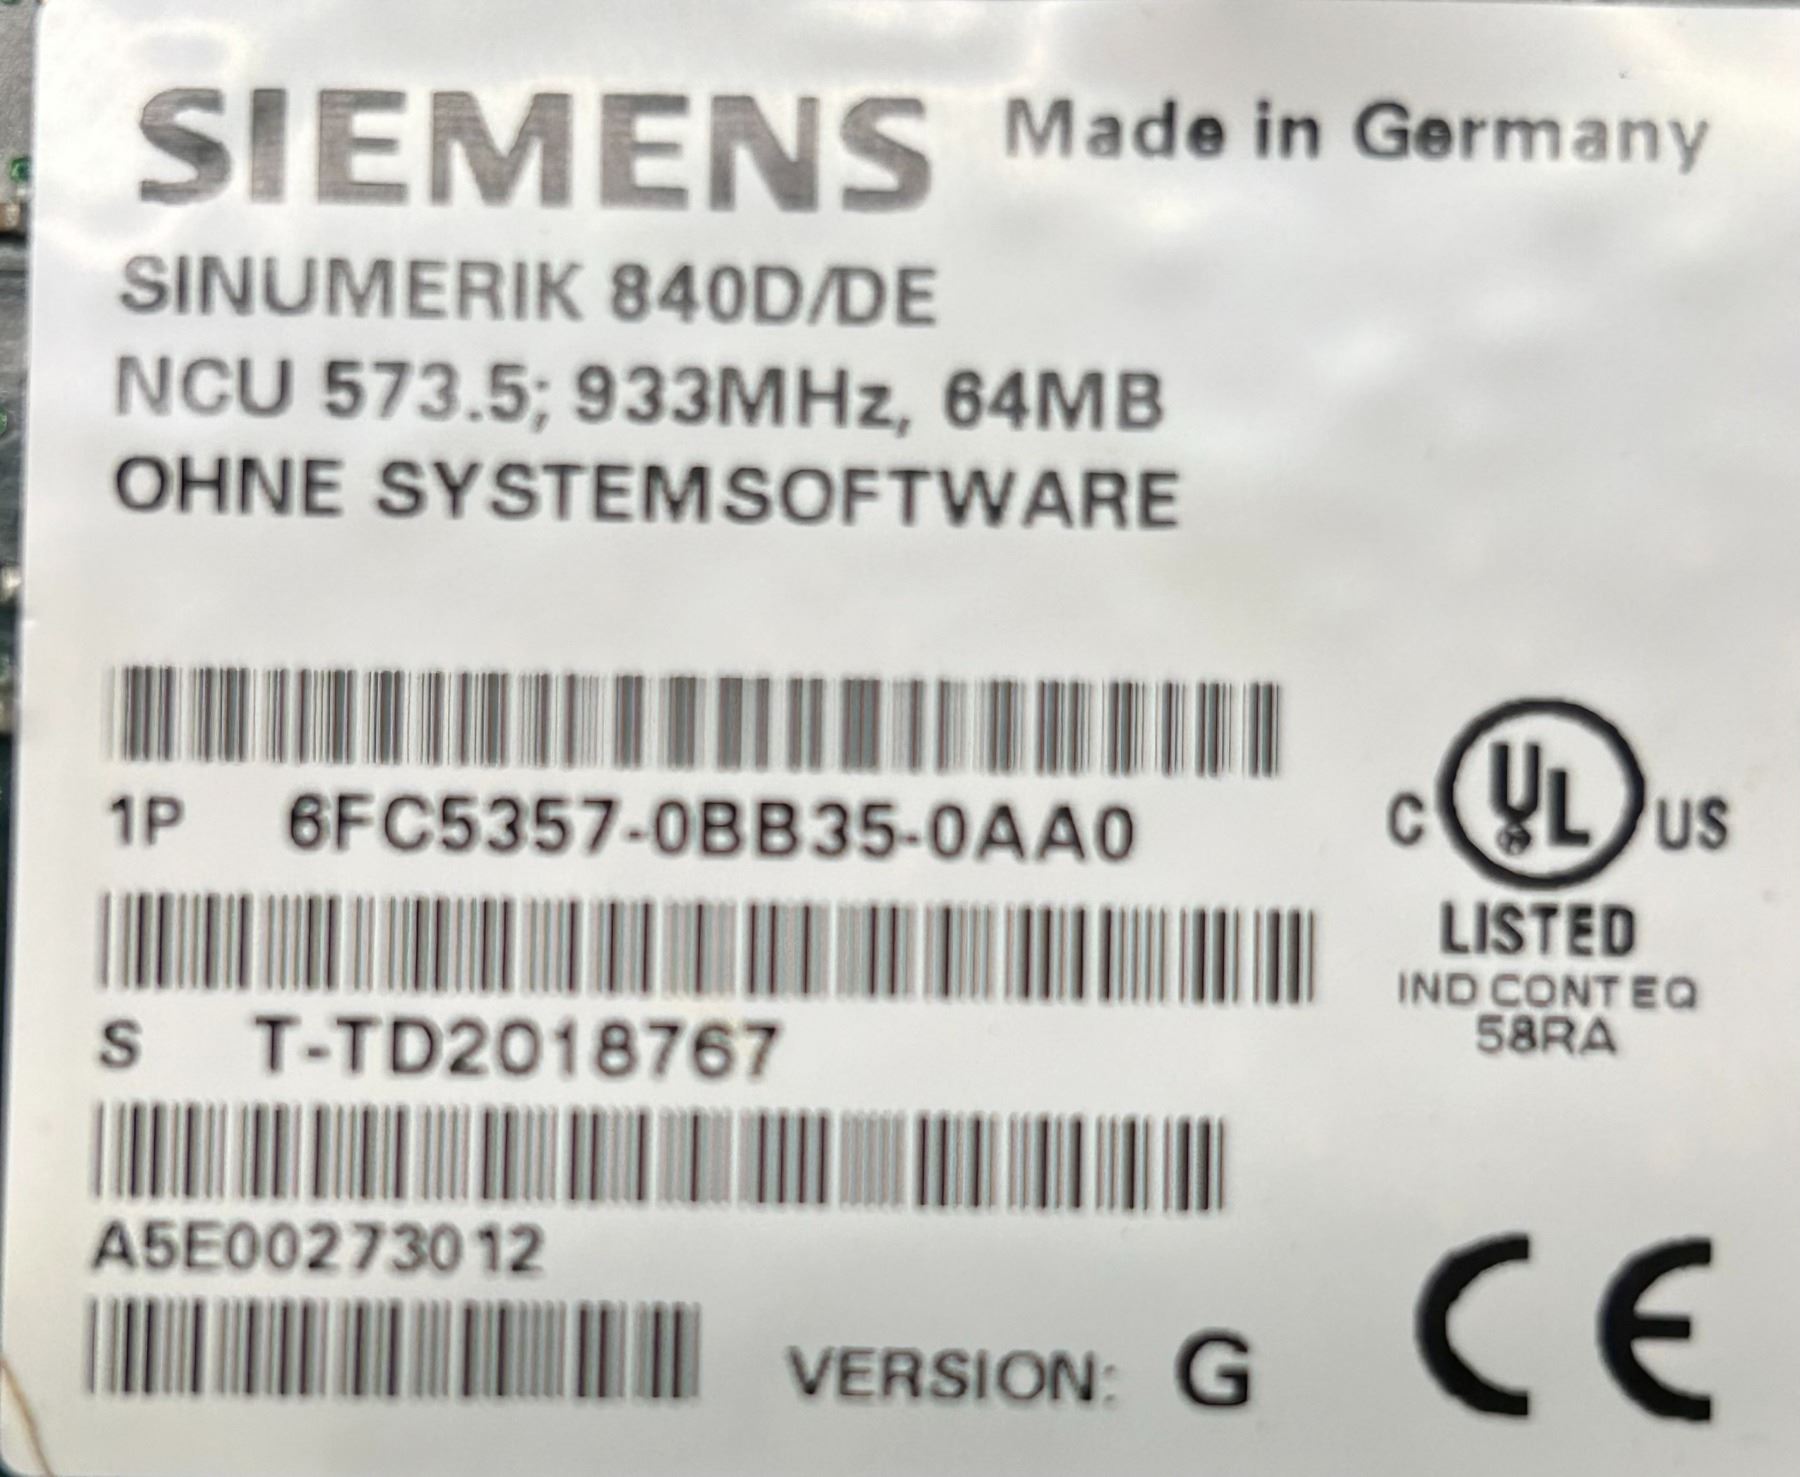 SIEMENS Made in Germany
SINUMERIK 840D/DE
NCU 573.5; 933MHz, 64MB
OHNE SYSTEMSOFTWARE
1P 6FC5357-0BB35-0AA0
C UL US
LISTED
IND CONT EQ
58RA
S T-TD2018767
A5E00273012
VERSION: G
CE